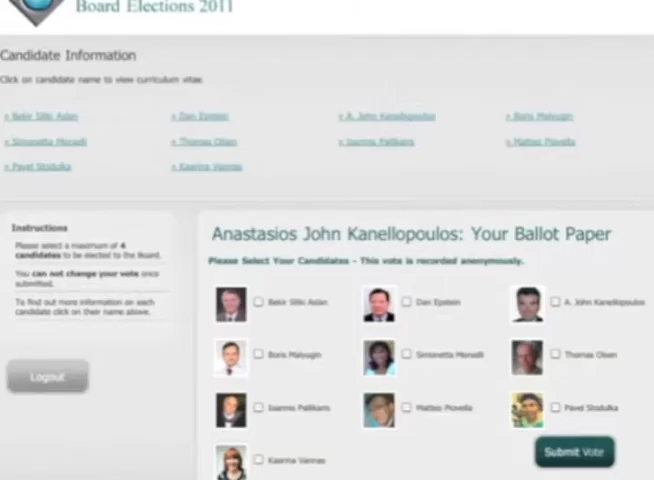 Board Elections 2011
Candidate Information
Click on candidate name to view curriculum vitae
» Bekir Sitki Aslan » Dan Epstein » A. John Kanellopoulos » Boris Malyugin
» Simonetta Morselli » Thomas Olsen » Ioannis Pallikaris » Matteo Piovella
» Pavel Stodulka » Kaarina Vannas
Instructions
Please select a maximum of 4
candidates to be elected to the Board.
You can not change your vote once
submitted.
To find out more information on each
candidate click on their name above.
Logout
Anastasios John Kanellopoulos: Your Ballot Paper
Please Select Your Candidates - This vote is recorded anonymously.
Bekir Sitki Aslan Dan Epstein A. John Kanellopoulos
Boris Malyugin Simonetta Morselli Thomas Olsen
Ioannis Pallikaris Matteo Piovella Pavel Stodulka
Kaarina Vannas
Submit Vote